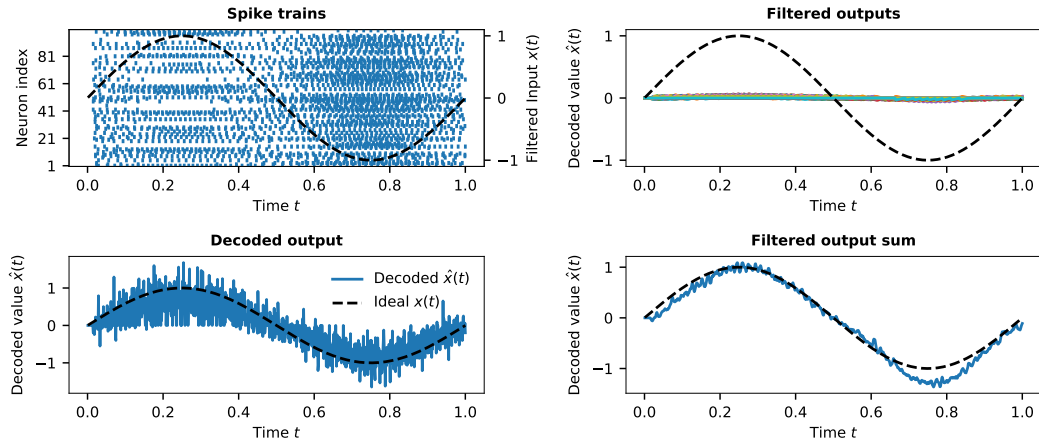 Spike trains
Neuron index
81
61
41
21
1
1
0
−1
Filtered Input x(t)
0.0 0.2 0.4 0.6 0.8 1.0
Time t
Filtered outputs
Decoded value x̂(t)
1
0
−1
0.0 0.2 0.4 0.6 0.8 1.0
Time t
Decoded output
Decoded value x̂(t)
1
0
−1
Decoded x̂(t)
Ideal x(t)
0.0 0.2 0.4 0.6 0.8 1.0
Time t
Filtered output sum
Decoded value x̂(t)
1
0
−1
0.0 0.2 0.4 0.6 0.8 1.0
Time t